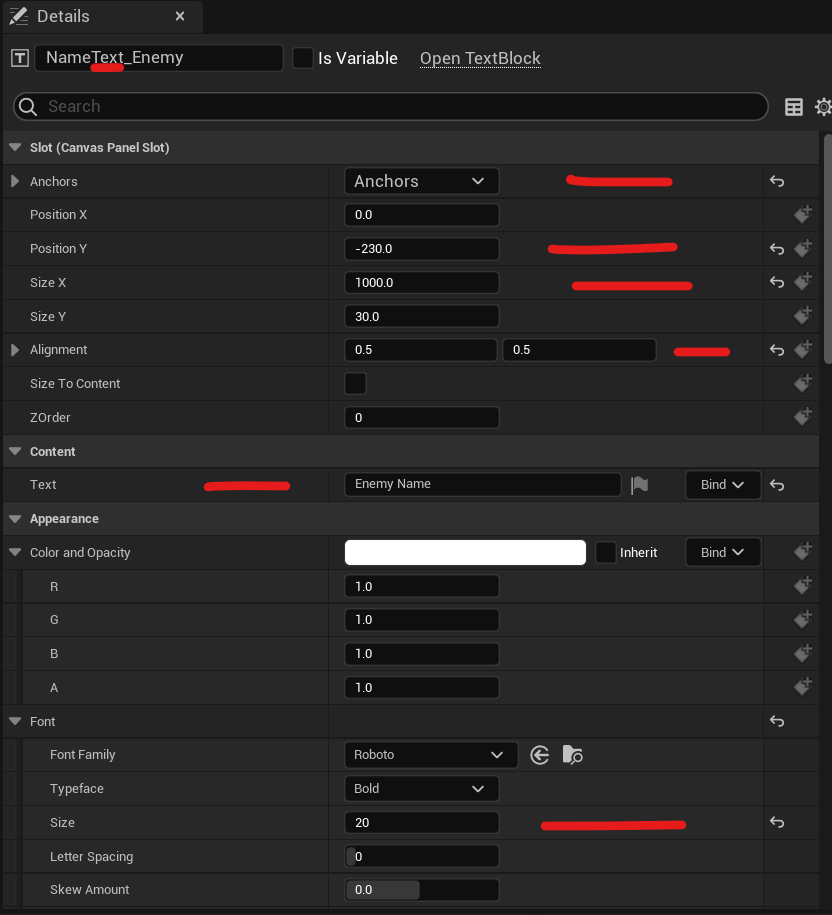 Details
NameText_Enemy Is Variable Open TextBlock
Search
Slot (Canvas Panel Slot)
Anchors Anchors
Position X 0.0
Position Y -230.0
Size X 1000.0
Size Y 30.0
Alignment 0.5 0.5
Size To Content
ZOrder 0
Content
Text Enemy Name Bind
Appearance
Color and Opacity Inherit Bind
R 1.0
G 1.0
B 1.0
A 1.0
Font
Font Family Roboto
Typeface Bold
Size 20
Letter Spacing 0
Skew Amount 0.0